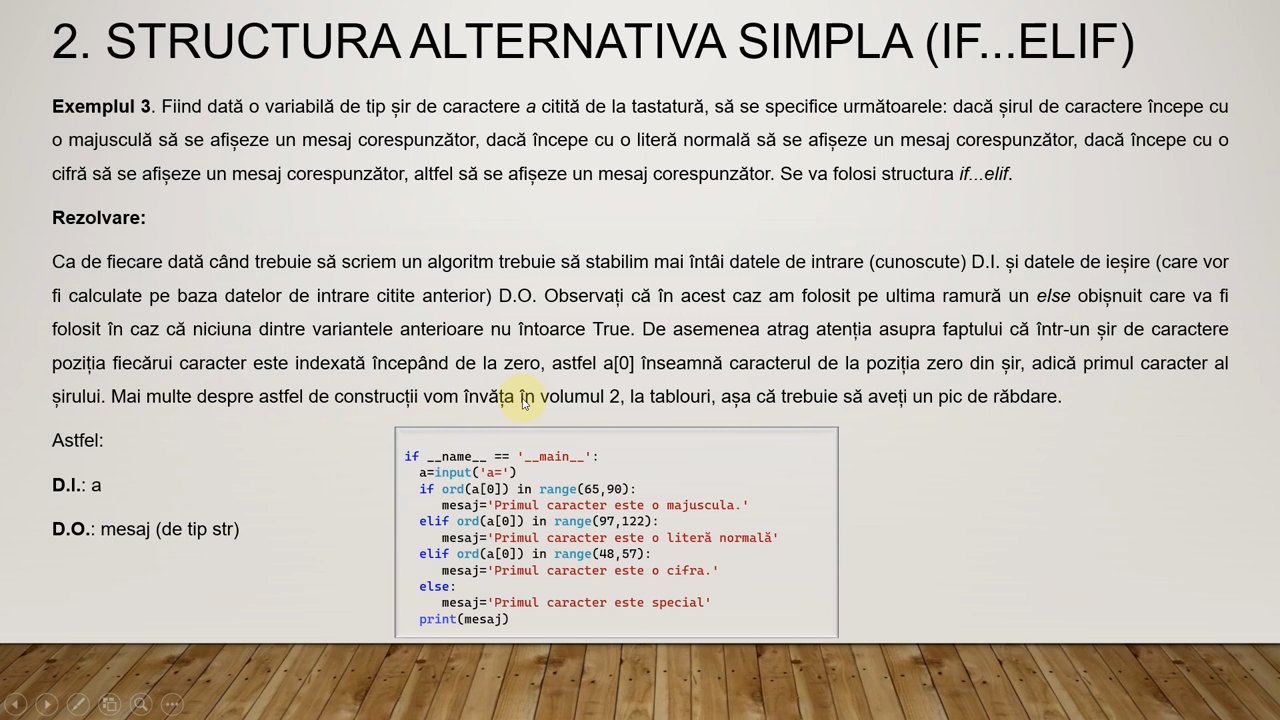 2. STRUCTURA ALTERNATIVA SIMPLA (IF...ELIF)
Exemplul 3. Fiind dată o variabilă de tip șir de caractere a citită de la tastatură, să se specifice următoarele: dacă șirul de caractere începe cu
o majusculă să se afișeze un mesaj corespunzător, dacă începe cu o literă normală să se afișeze un mesaj corespunzător, dacă începe cu o
cifră să se afișeze un mesaj corespunzător, altfel să se afișeze un mesaj corespunzător. Se va folosi structura if...elif.
Rezolvare:
Ca de fiecare dată când trebuie să scriem un algoritm trebuie să stabilim mai întâi datele de intrare (cunoscute) D.I. și datele de ieșire (care vor
fi calculate pe baza datelor de intrare citite anterior) D.O. Observați că în acest caz am folosit pe ultima ramură un else obișnuit care va fi
folosit în caz că niciuna dintre variantele anterioare nu întoarce True. De asemenea atrag atenția asupra faptului că într-un șir de caractere
poziția fiecărui caracter este indexată începând de la zero, astfel a[0] înseamnă caracterul de la poziția zero din șir, adică primul caracter al
șirului. Mai multe despre astfel de construcții vom învăța în volumul 2, la tablouri, așa că trebuie să aveți un pic de răbdare.
Astfel:
D.I.: a
D.O.: mesaj (de tip str)
if __name__ == '__main__':
a=input('a=')
if ord(a[0]) in range(65,90):
mesaj='Primul caracter este o majuscula.'
elif ord(a[0]) in range(97,122):
mesaj='Primul caracter este o literă normală'
elif ord(a[0]) in range(48,57):
mesaj='Primul caracter este o cifra.'
else:
mesaj='Primul caracter este special'
print(mesaj)